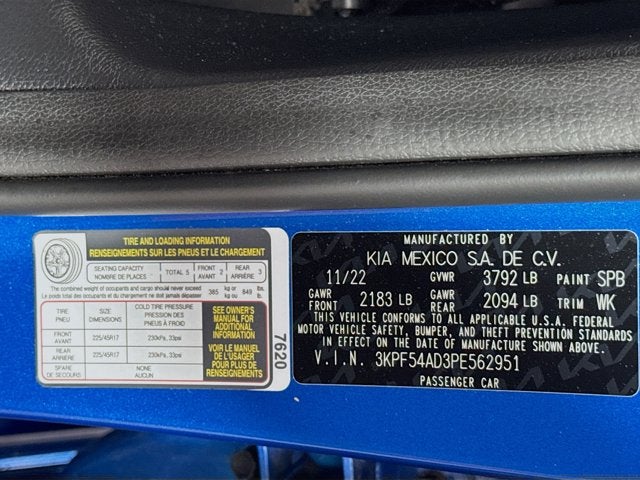 TIRE AND LOADING INFORMATION
RENSEIGNEMENTS SUR LES PNEUS ET LE CHARGEMENT
SEATING CAPACITY
NOMBRE DE PLACES
TOTAL 5
FRONT
AVANT 2
REAR
ARRIÈRE 3
The combined weight of occupants and cargo should never exceed
Le poids total des occupants et du chargement ne doit jamais dépasser
385 kg or kg ou 849 lbs. lb.
TIRE
PNEU
SIZE
DIMENSIONS
COLD TIRE PRESSURE
PRESSION DES
PNEUS À FROID
FRONT
AVANT
225/45R17
230kPa, 33psi
REAR
ARRIÈRE
225/45R17
230kPa, 33psi
SPARE
DE SECOURS
NONE
AUCUN
SEE OWNER'S
MANUAL FOR
ADDITIONAL
INFORMATION
VOIR LE MANUEL
DE L'USAGER
POUR PLUS DE
RENSEIGNEMENTS
7620
MANUFACTURED BY
KIA MEXICO S.A. DE C.V.
11/22 GVWR 3792 LB PAINT SPB
GAWR FRONT 2183 LB GAWR REAR 2094 LB TRIM WK
THIS VEHICLE CONFORMS TO ALL APPLICABLE U.S.A. FEDERAL
MOTOR VEHICLE SAFETY, BUMPER, AND THEFT PREVENTION STANDARDS
IN EFFECT ON THE DATE OF MANUFACTURE SHOWN ABOVE.
V.I.N. 3KPF54AD3PE562951
PASSENGER CAR